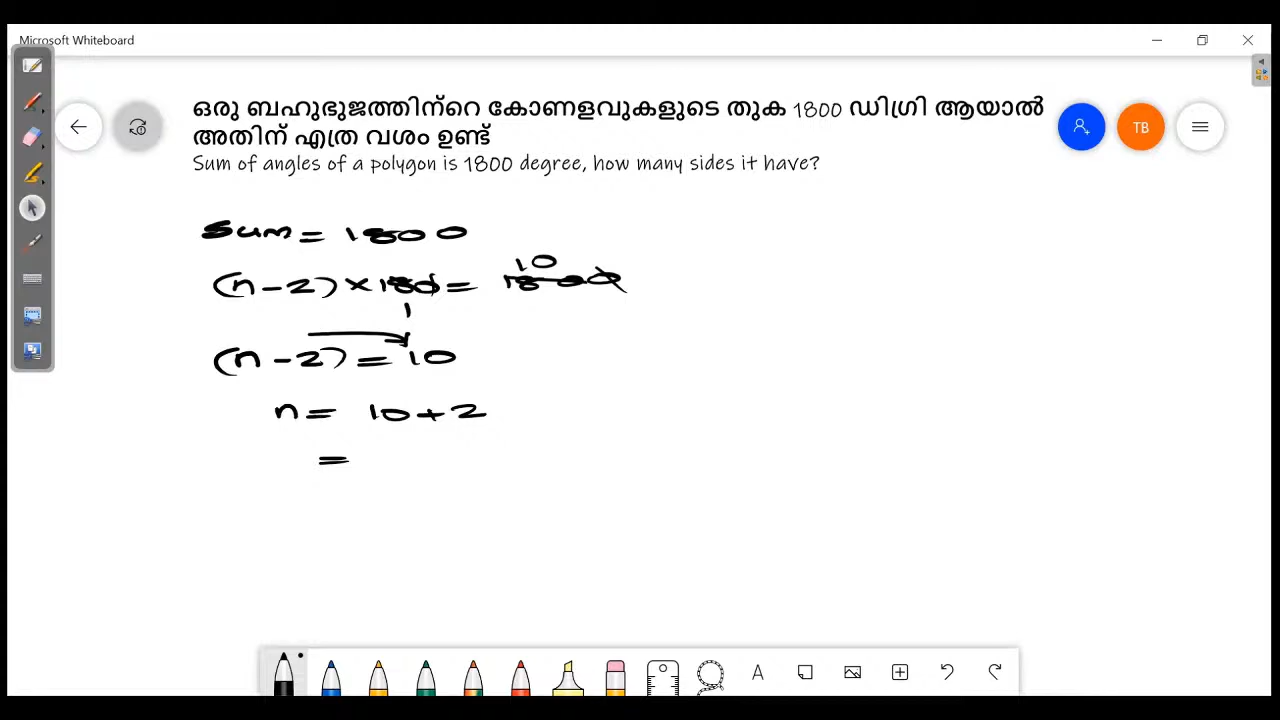 Microsoft Whiteboard
ഒരു ബഹുഭുജത്തിന്റെ കോണളവുകളുടെ തുക 1800 ഡിഗ്രി ആയാൽ
അതിന് എത്ര വശം ഉണ്ട്
TB
Sum of angles of a polygon is 1800 degree, how many sides it have?
Sum = 1800
10
(n-2) × 180 = 1800
1
(n-2) = 10
n = 10+2
=
A